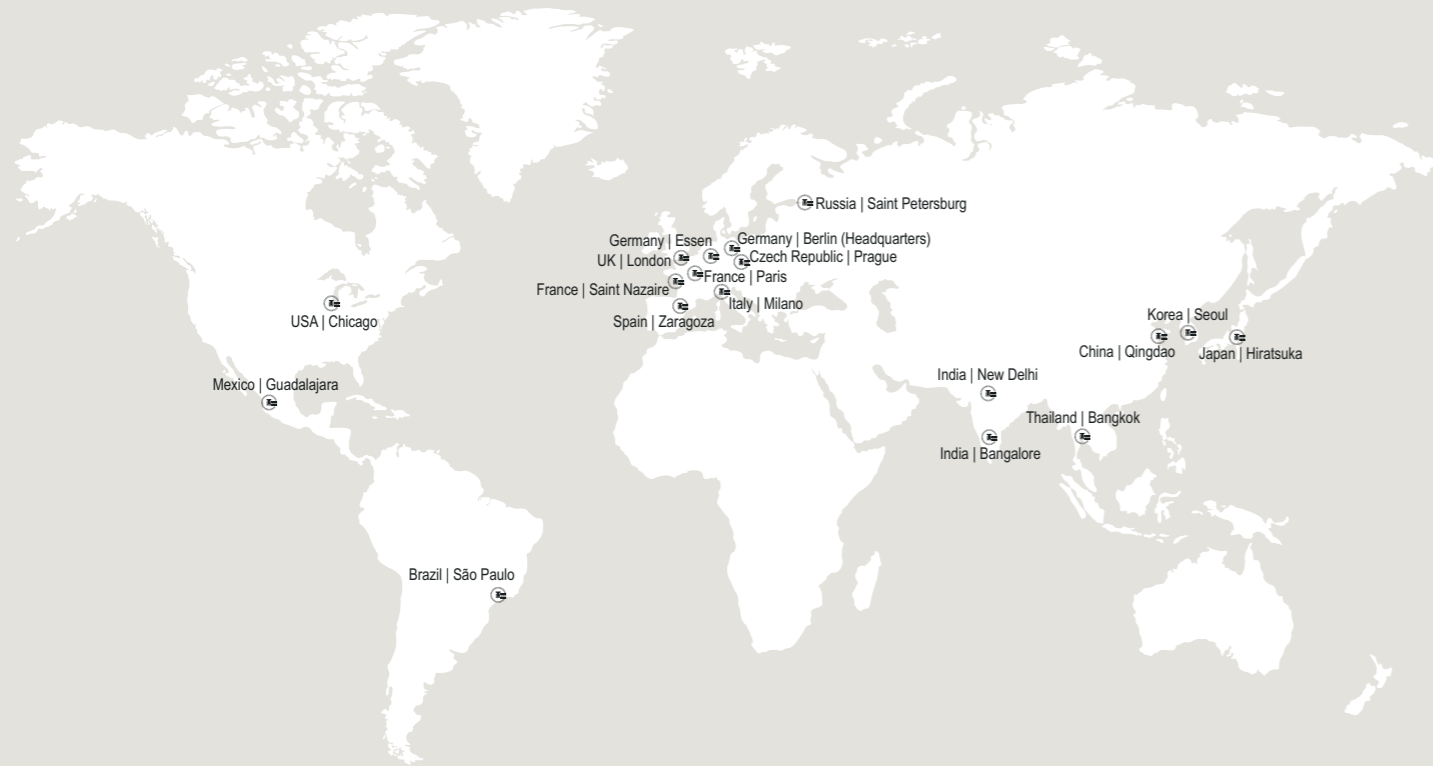 Russia | Saint Petersburg
Germany | Essen
Germany | Berlin (Headquarters)
UK | London
Czech Republic | Prague
France | Paris
France | Saint Nazaire
Italy | Milano
Spain | Zaragoza
USA | Chicago
Korea | Seoul
China | Qingdao
Japan | Hiratsuka
Mexico | Guadalajara
India | New Delhi
Thailand | Bangkok
India | Bangalore
Brazil | São Paulo